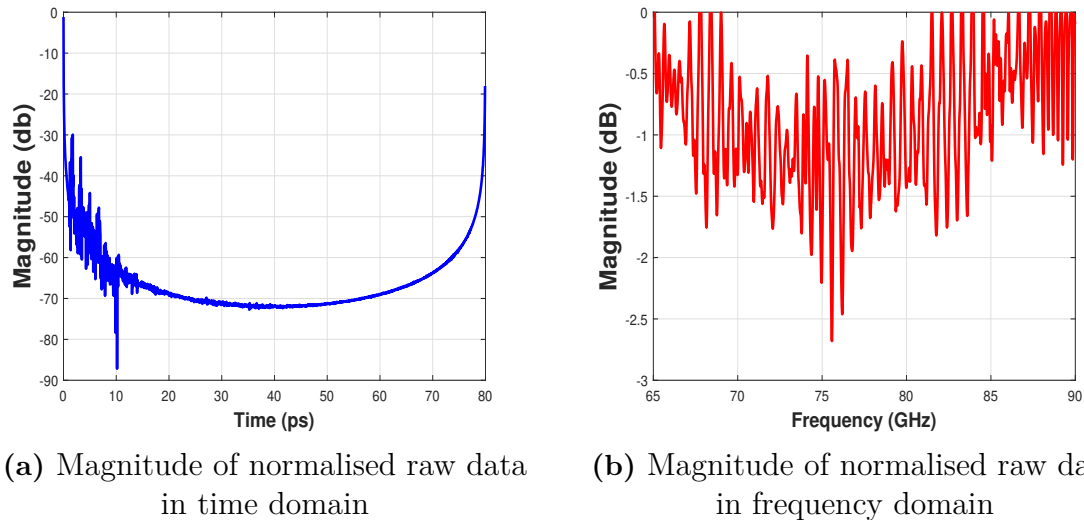 0
-10
-20
-30
-40
-50
-60
-70
-80
-90
0 10 20 30 40 50 60 70 80
Time (ps)
Magnitude (db)
0
-0.5
-1
-1.5
-2
-2.5
-3
65 70 75 80 85 90
Frequency (GHz)
Magnitude (dB)
(a) Magnitude of normalised raw data
in time domain
(b) Magnitude of normalised raw da
in frequency domain